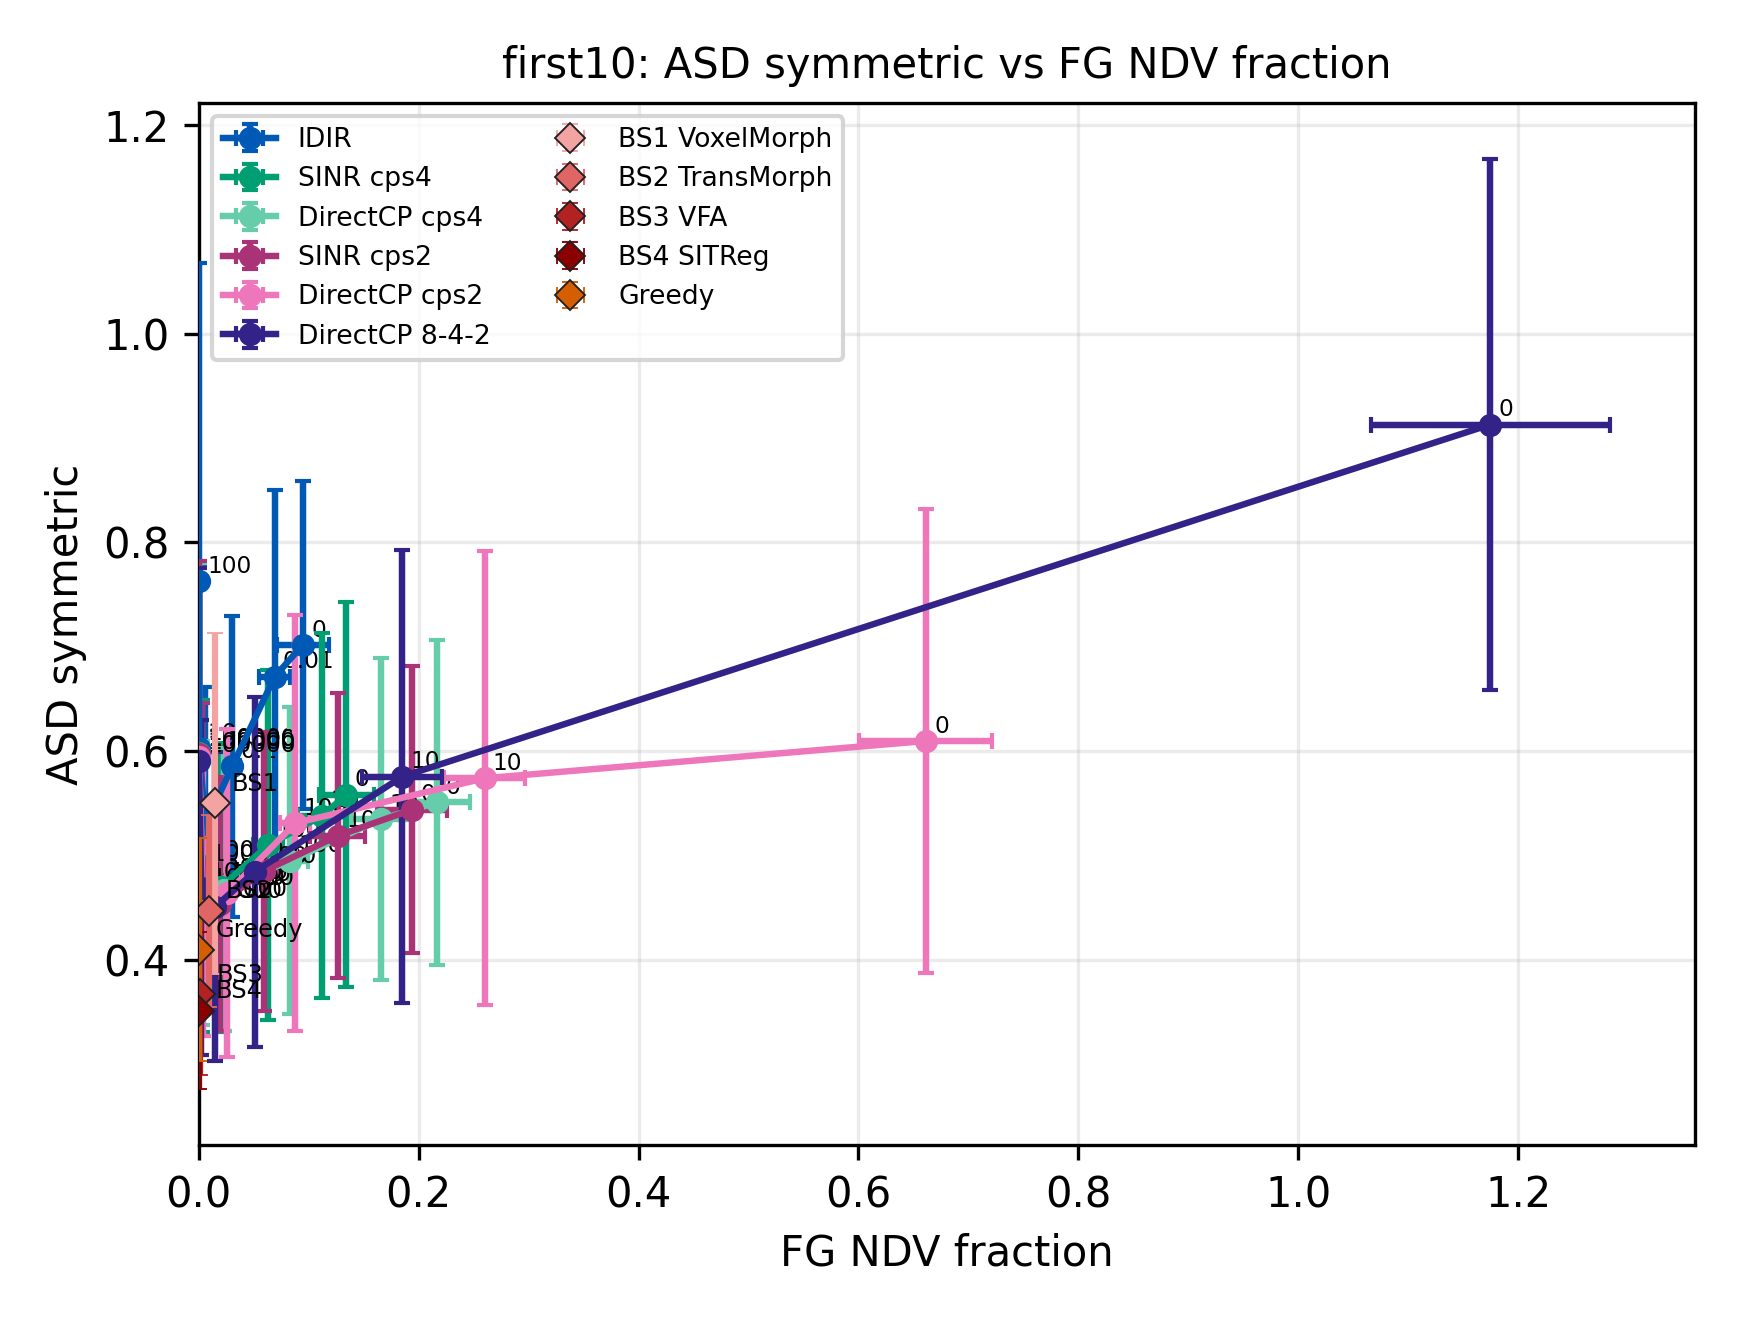 first10: ASD symmetric vs FG NDV fraction
ASD symmetric
1.2
1.0
0.8
0.6
0.4
IDIR
SINR cps4
DirectCP cps4
SINR cps2
DirectCP cps2
DirectCP 8-4-2
BS1 VoxelMorph
BS2 TransMorph
BS3 VFA
BS4 SITReg
Greedy
0
100
0
0.01
0
10
10
0
BS1
Greedy
BS3
BS4
0.0
0.2
0.4
0.6
0.8
1.0
1.2
FG NDV fraction